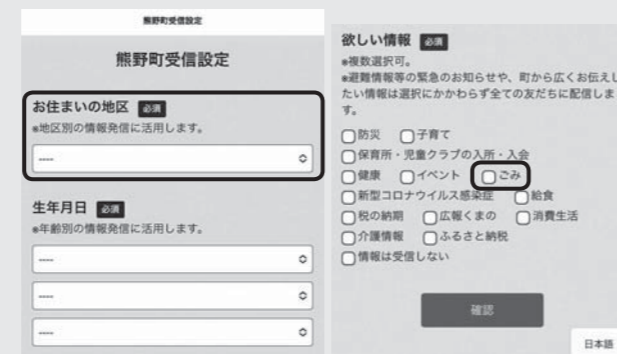 熊野町受信設定
熊野町受信設定
お住まいの地区 必須
※地区別の情報発信に活用します。
----
生年月日 必須
※年齢別の情報発信に活用します。
----
----
----
欲しい情報 必須
※複数選択可。
※避難情報等の緊急のお知らせや、町から広くお伝えし
たい情報は選択にかかわらず全ての友だちに配信しま
す。
防災 子育て
保育所・児童クラブの入所・入会
健康 イベント ごみ
新型コロナウイルス感染症 給食
税の納期 広報くまの 消費生活
介護情報 ふるさと納税
情報は受信しない
確認
日本語